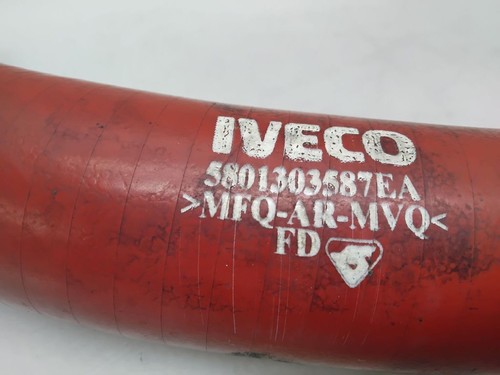 IVECO
5801303587EA
>MFQ-AR-MVQ<
FD